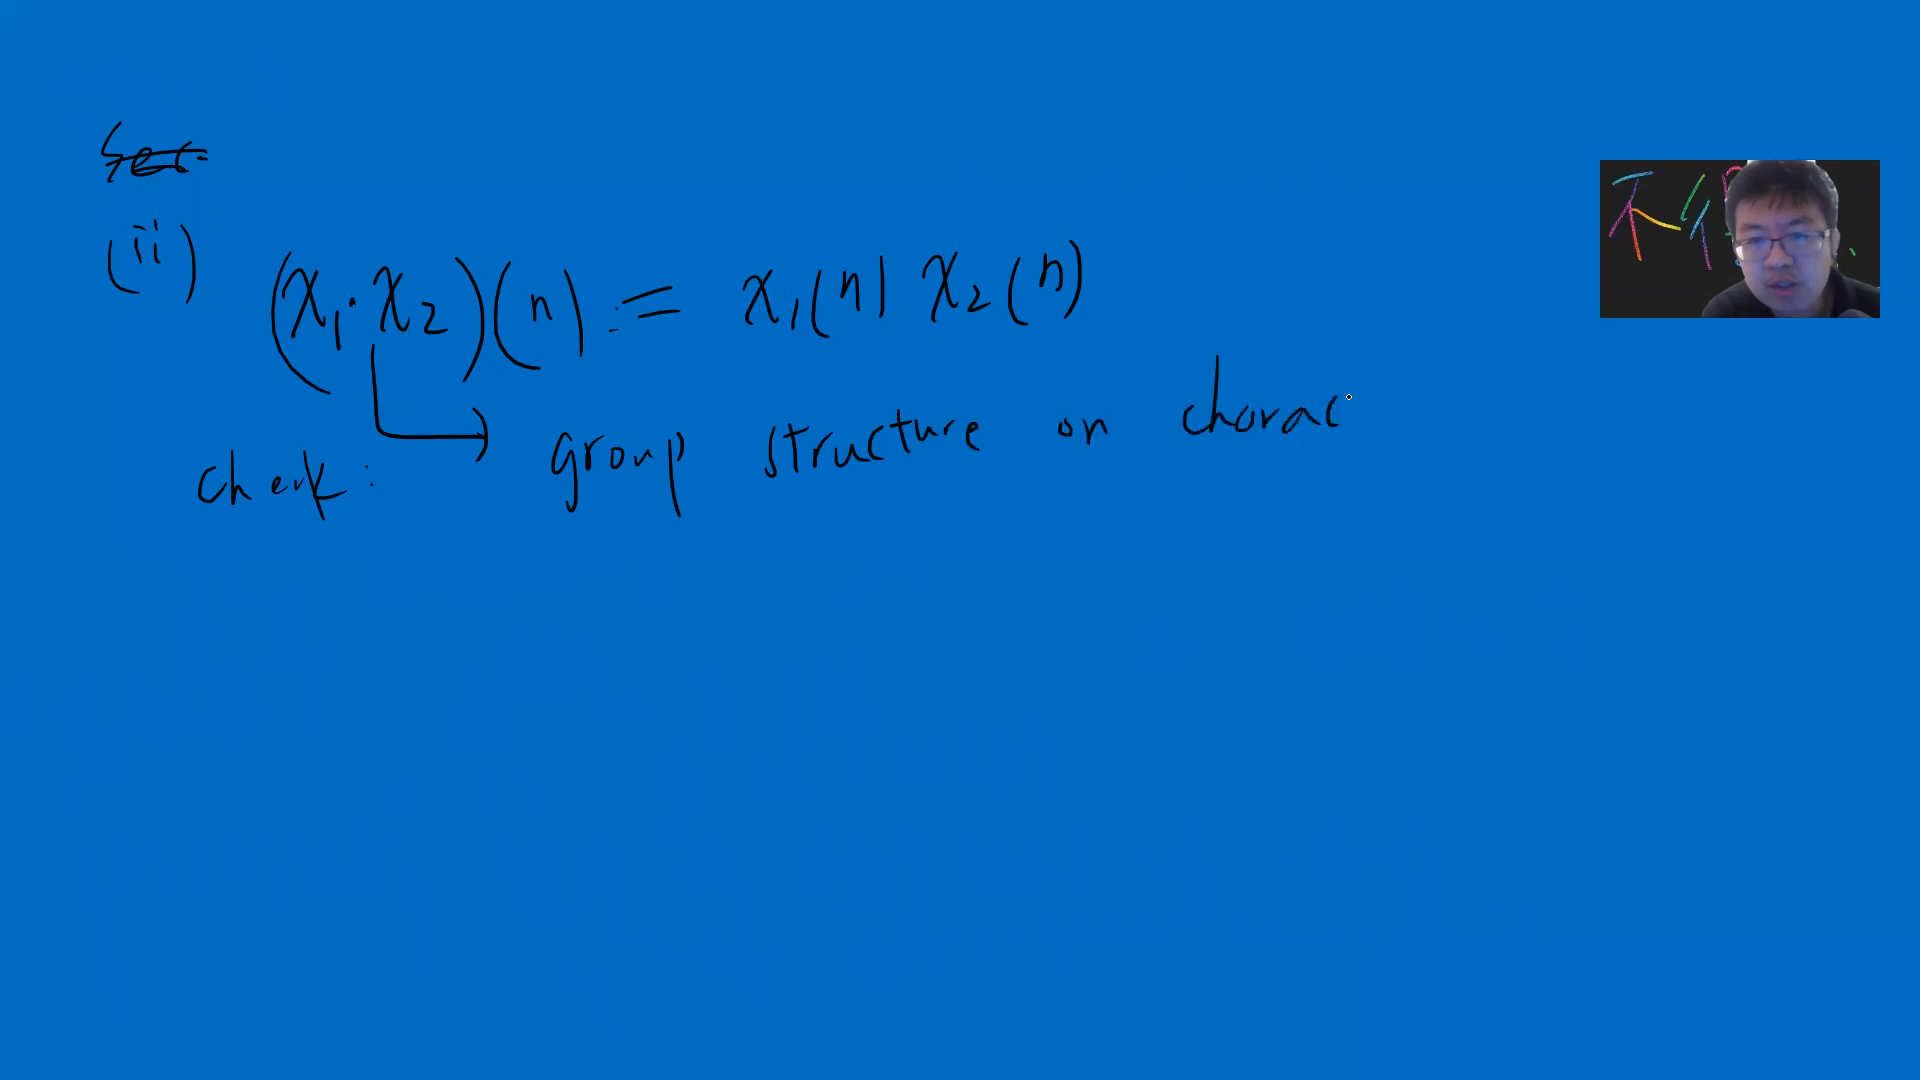 (ii) (χ₁·χ₂)(n) := χ₁(n) χ₂(n)
check: group structure on charac